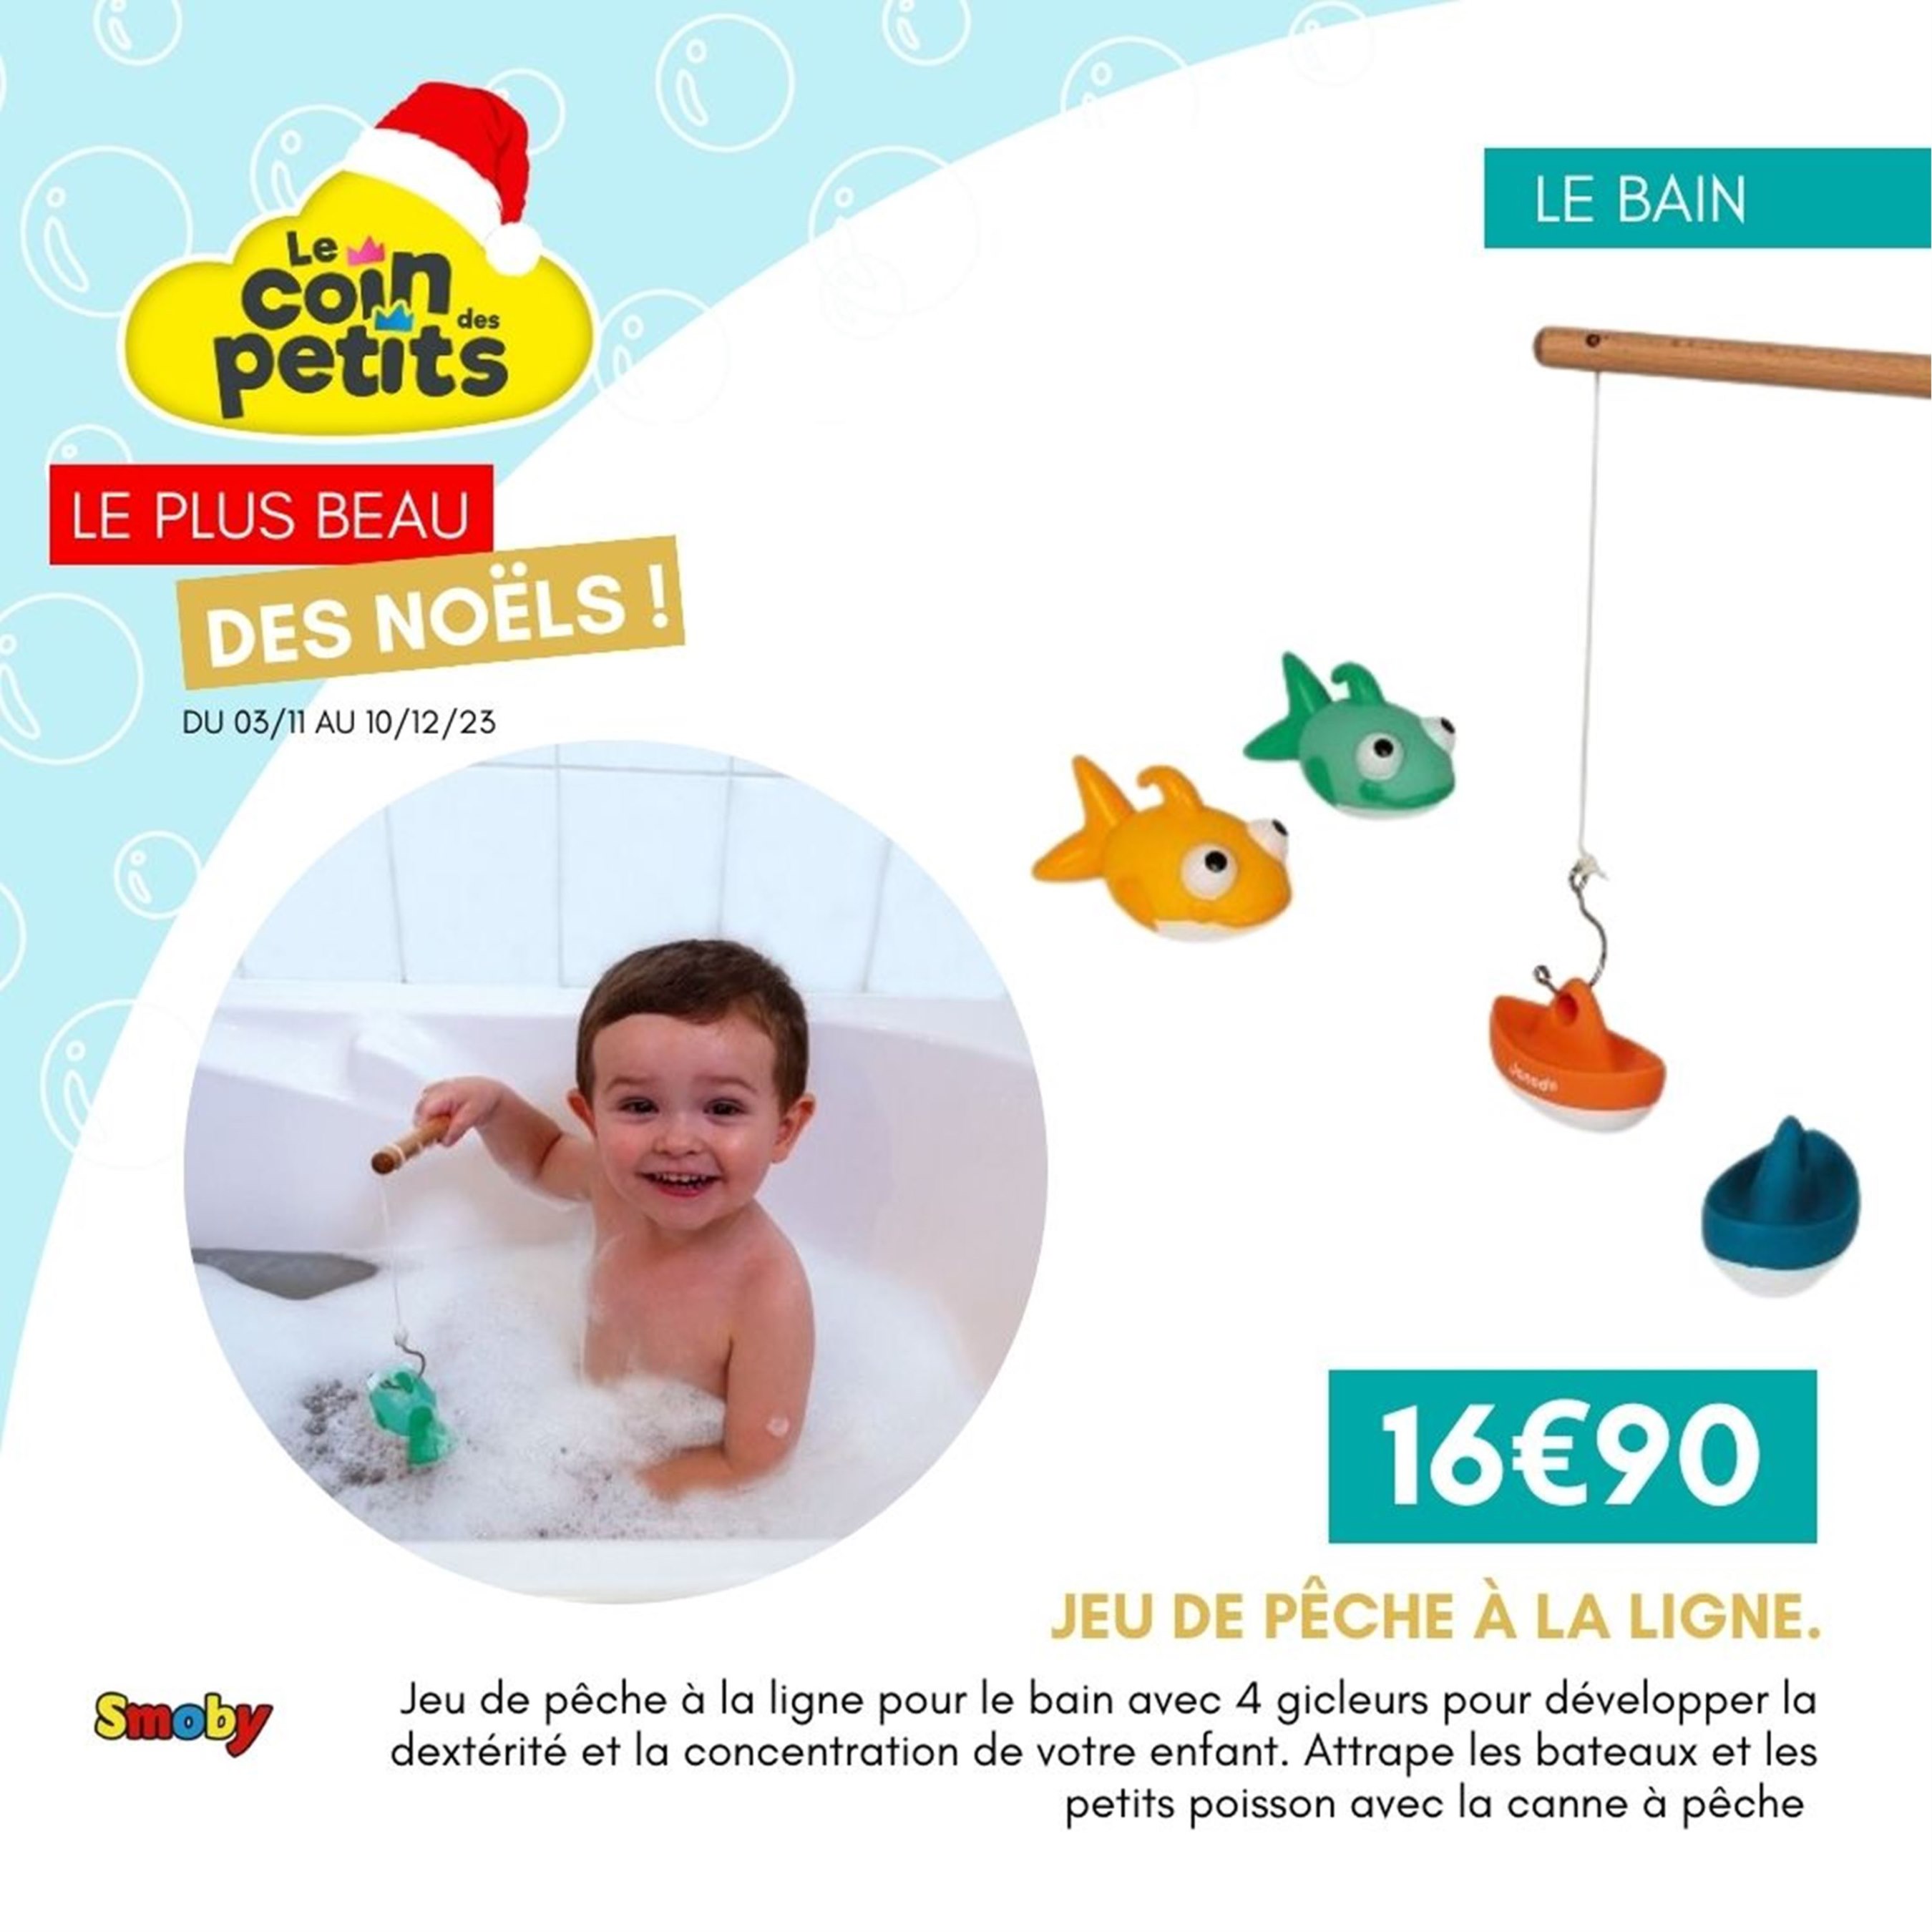 Le
coin des
petits
LE PLUS BEAU
DES NOËLS !
DU 03/11 AU 10/12/23
LE BAIN
Janod
16€90
JEU DE PÊCHE À LA LIGNE.
Smoby
Jeu de pêche à la ligne pour le bain avec 4 gicleurs pour développer la
dextérité et la concentration de votre enfant. Attrape les bateaux et les
petits poisson avec la canne à pêche